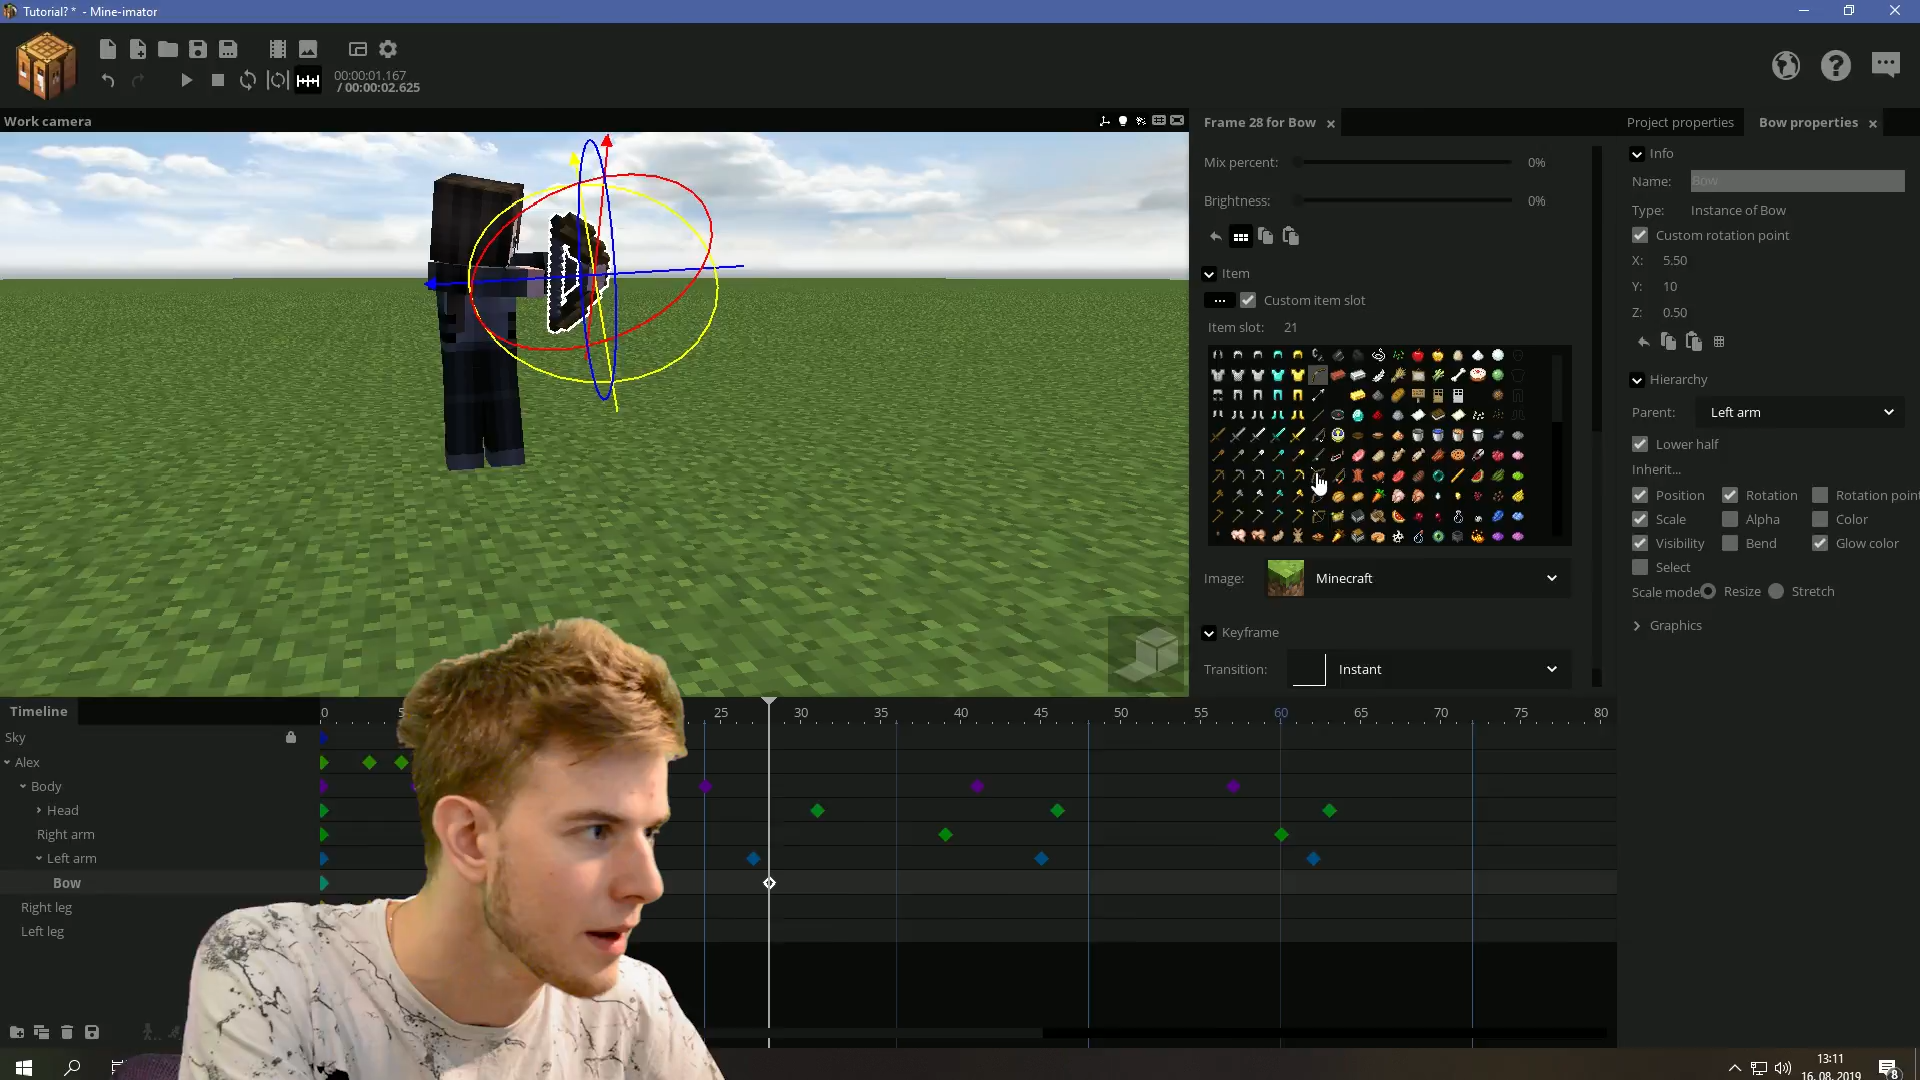 Tutorial? * - Mine-imator
00:00:01.167
/ 00:00:02.625
Work camera
Frame 28 for Bow
Mix percent: 0%
Brightness: 0%
Item
Custom item slot
Item slot: 21
Image: Minecraft
Keyframe
Transition: Instant
Project properties
Bow properties
Info
Name: Bow
Type: Instance of Bow
Custom rotation point
X: 5.50
Y: 10
Z: 0.50
Hierarchy
Parent: Left arm
Lower half
Inherit...
Position Rotation Rotation point
Scale Alpha Color
Visibility Bend Glow color
Select
Scale mode Resize Stretch
Graphics
Timeline
0 5 25 30 35 40 45 50 55 60 65 70 75 80
Sky
Alex
Body
Head
Right arm
Left arm
Bow
Right leg
Left leg
13:11
16.08.2019
8